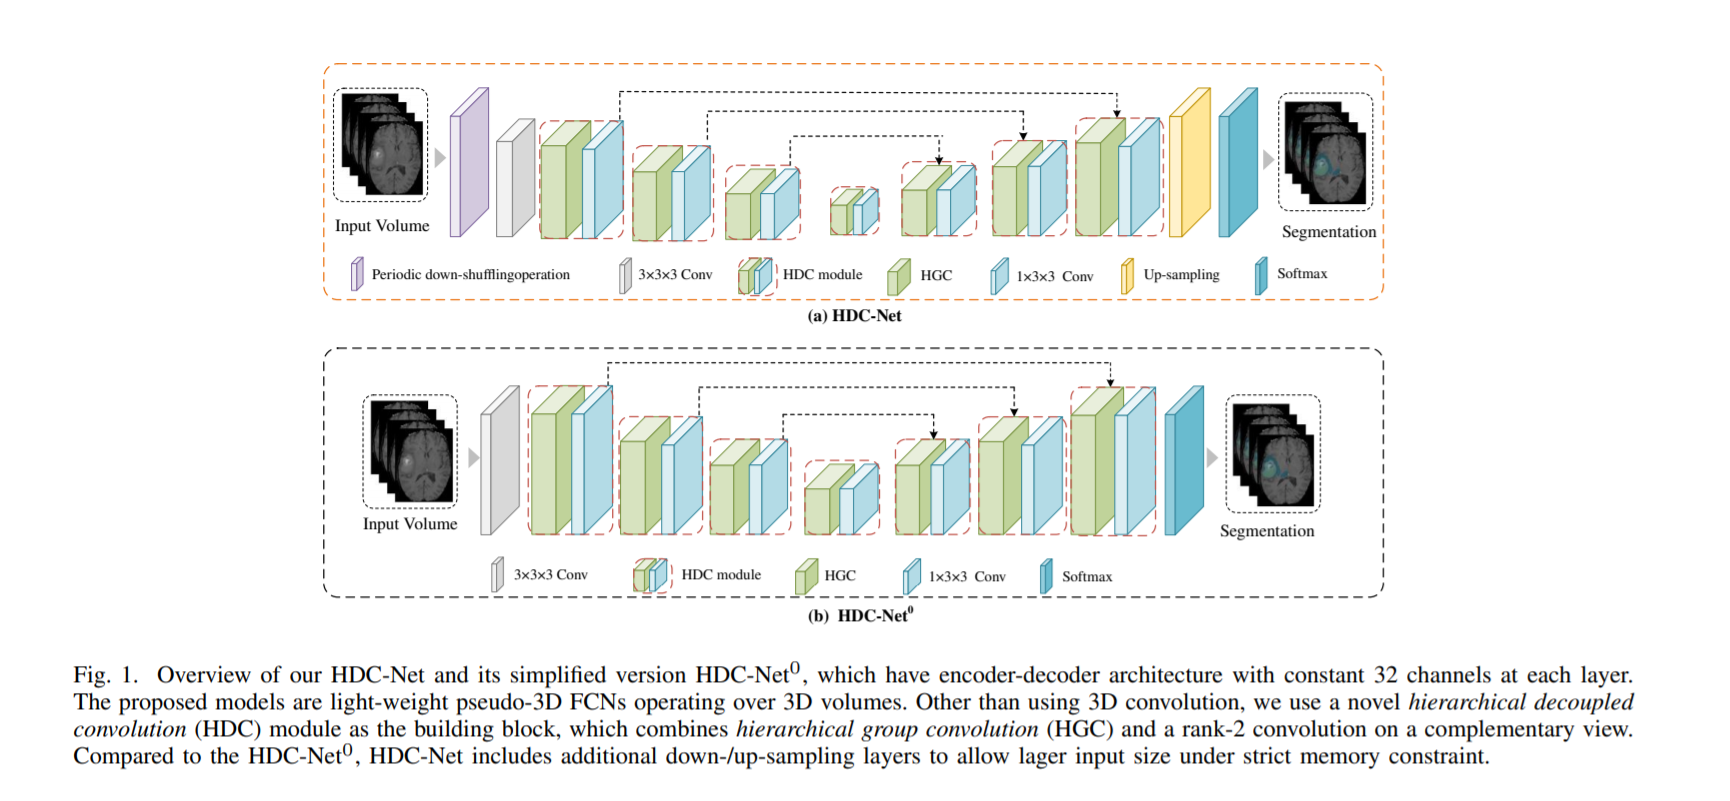 Input Volume
Segmentation
Periodic down-shufflingoperation
3×3×3 Conv
HDC module
HGC
1×3×3 Conv
Up-sampling
Softmax
(a) HDC-Net
Input Volume
Segmentation
3×3×3 Conv
HDC module
HGC
1×3×3 Conv
Softmax
(b) HDC-Net⁰
Fig. 1. Overview of our HDC-Net and its simplified version HDC-Net⁰, which have encoder-decoder architecture with constant 32 channels at each layer.
The proposed models are light-weight pseudo-3D FCNs operating over 3D volumes. Other than using 3D convolution, we use a novel hierarchical decoupled
convolution (HDC) module as the building block, which combines hierarchical group convolution (HGC) and a rank-2 convolution on a complementary view.
Compared to the HDC-Net⁰, HDC-Net includes additional down-/up-sampling layers to allow lager input size under strict memory constraint.